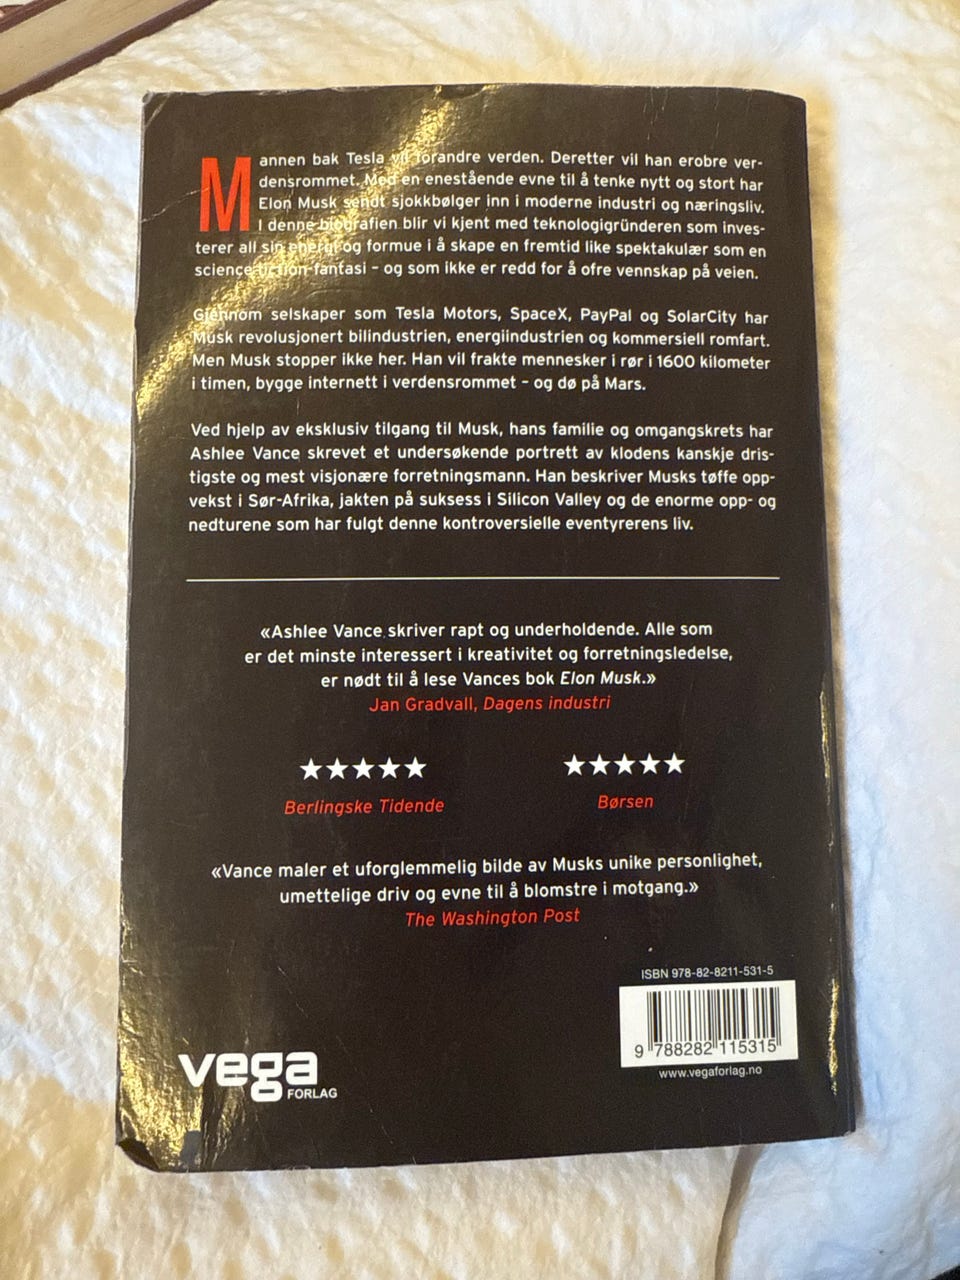 Mannen bak Tesla vil forandre verden. Deretter vil han erobre ver-
densrommet. Med en enestående evne til å tenke nytt og stort har
Elon Musk sendt sjokkbølger inn i moderne industri og næringsliv.
I denne biografien blir vi kjent med teknologigründeren som inves-
terer all sin energi og formue i å skape en fremtid like spektakulær som en
science fiction-fantasi – og som ikke er redd for å ofre vennskap på veien.
Gjennom selskaper som Tesla Motors, SpaceX, PayPal og SolarCity har
Musk revolusjonert bilindustrien, energiindustrien og kommersiell romfart.
Men Musk stopper ikke her. Han vil frakte mennesker i rør i 1600 kilometer
i timen, bygge internett i verdensrommet – og dø på Mars.
Ved hjelp av eksklusiv tilgang til Musk, hans familie og omgangskrets har
Ashlee Vance skrevet et undersøkende portrett av klodens kanskje dris-
tigste og mest visjonære forretningsmann. Han beskriver Musks tøffe opp-
vekst i Sør-Afrika, jakten på suksess i Silicon Valley og de enorme opp- og
nedturene som har fulgt denne kontroversielle eventyrerens liv.
«Ashlee Vance skriver rapt og underholdende. Alle som
er det minste interessert i kreativitet og forretningsledelse,
er nødt til å lese Vances bok Elon Musk.»
Jan Gradvall, Dagens industri
★★★★★ ★★★★★
Berlingske Tidende Børsen
«Vance maler et uforglemmelig bilde av Musks unike personlighet,
umettelige driv og evne til å blomstre i motgang.»
The Washington Post
ISBN 978-82-8211-531-5
9 788282 115315
www.vegaforlag.no
vega
FORLAG